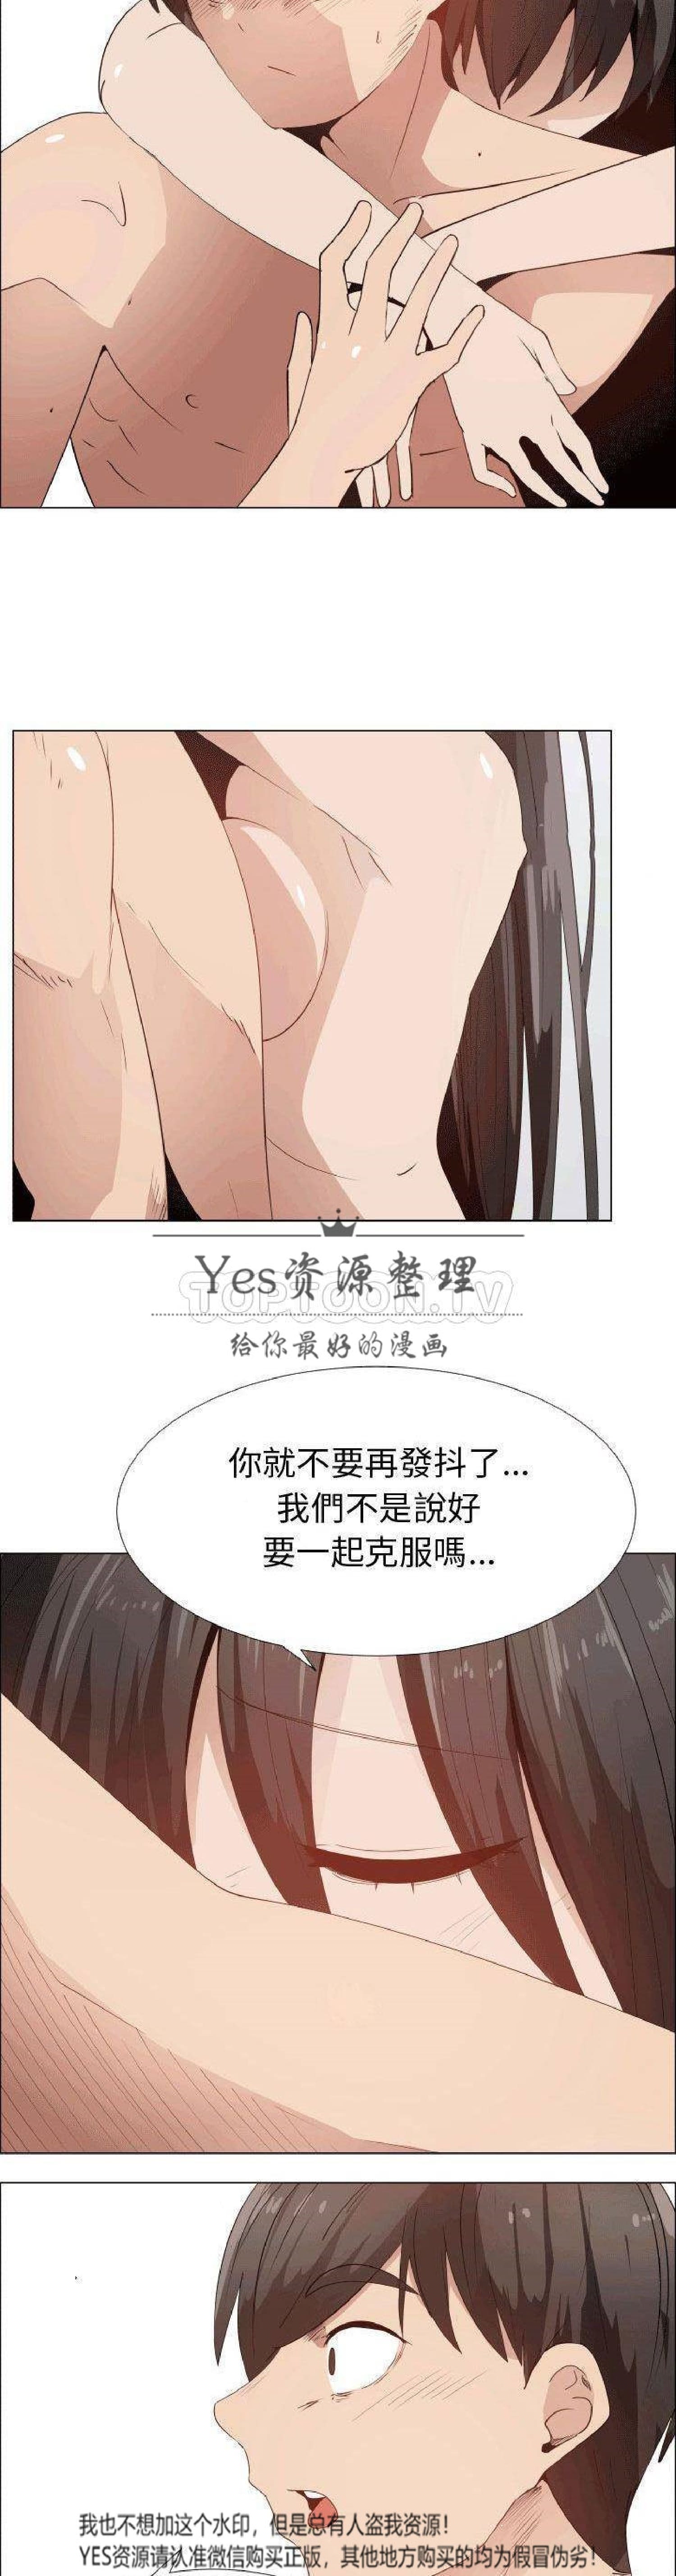 Yes资源整理
TOPTOON.TV
给你最好的漫画
你就不要再發抖了...
我們不是說好
要一起克服嗎...
我也不想加这个水印，但是总有人盗我资源！
YES资源请认准微信购买正版，其他地方购买的均为假冒伪劣！